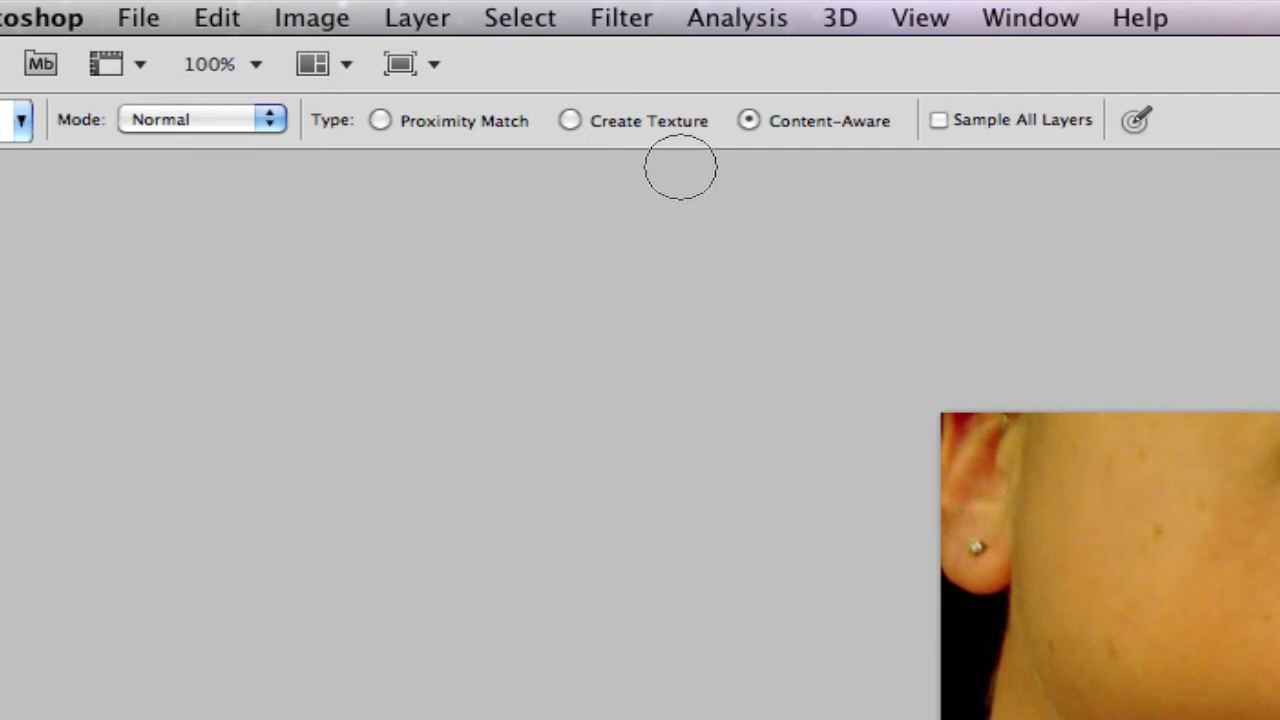 toshop File Edit Image Layer Select Filter Analysis 3D View Window Help
Mb 100%
Mode: Normal Type: Proximity Match Create Texture Content-Aware Sample All Layers